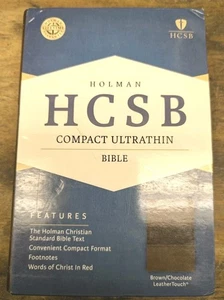 HCSB
HOLMAN
HCSB
COMPACT ULTRATHIN
BIBLE
FEATURES
The Holman Christian
Standard Bible Text
Convenient Compact Format
Footnotes
Words of Christ in Red
Brown/Chocolate
LeatherTouch®